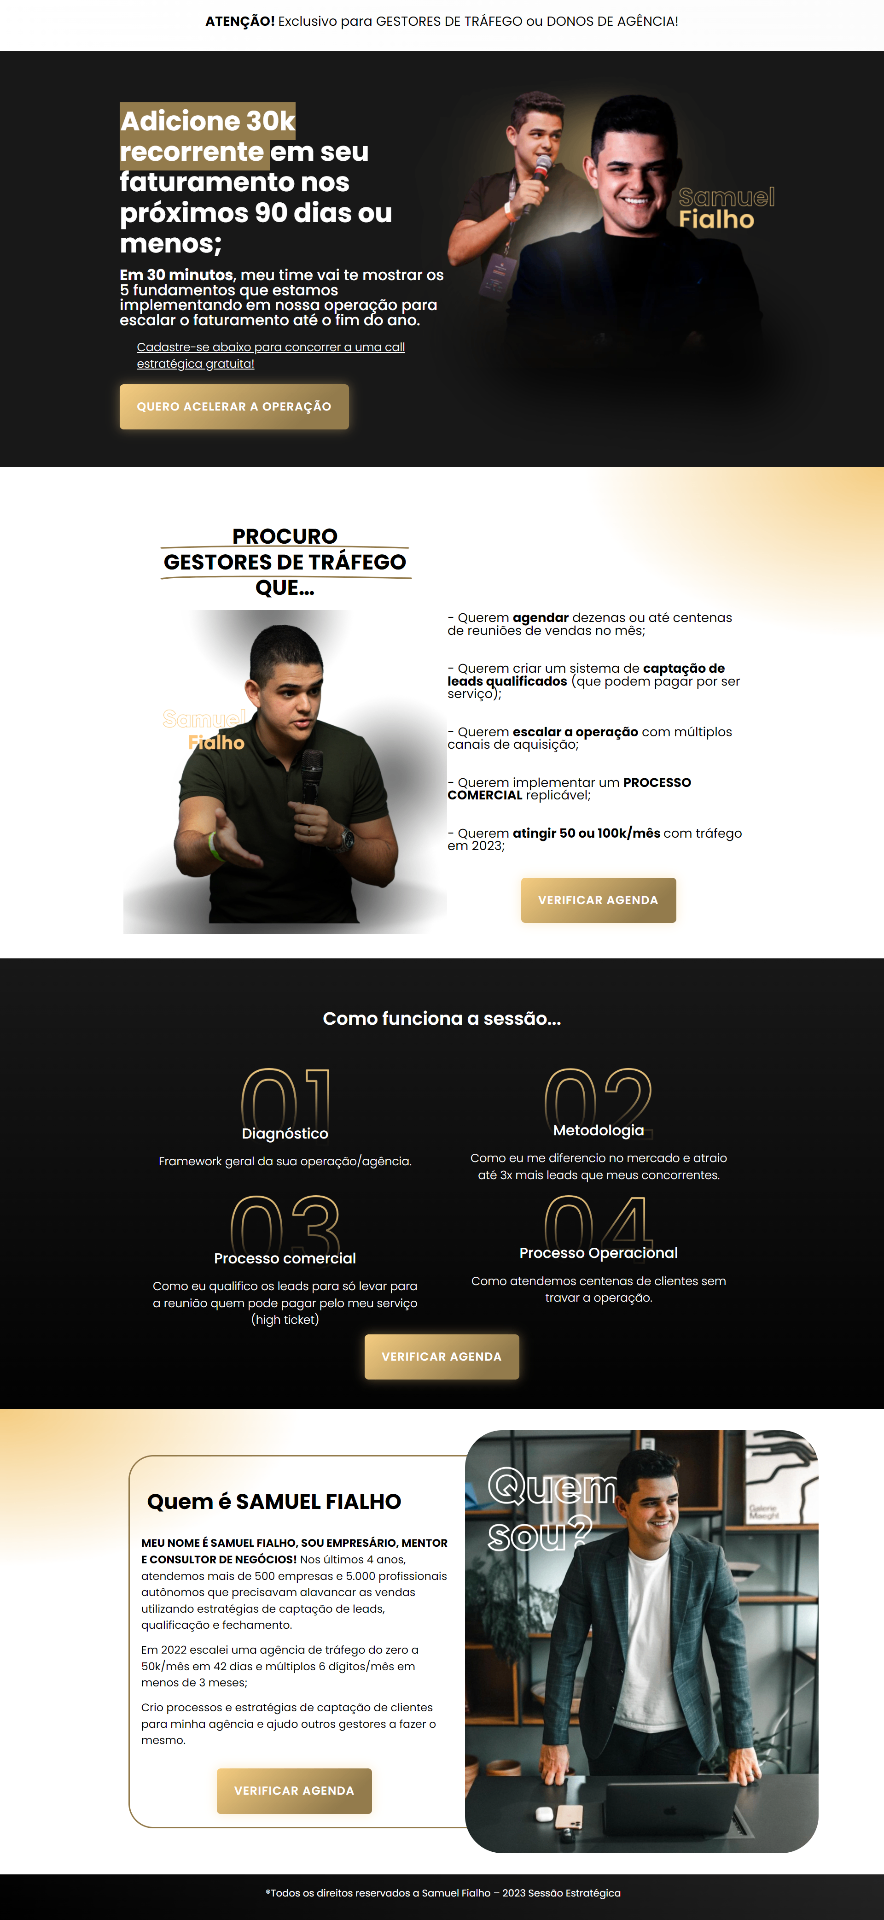 ATENÇÃO! Exclusivo para GESTORES DE TRÁFEGO ou DONOS DE AGÊNCIA!
Adicione 30k
recorrente em seu
faturamento nos
próximos 90 dias ou
menos;
Em 30 minutos, meu time vai te mostrar os
5 fundamentos que estamos
implementando em nossa operação para
escalar o faturamento até o fim do ano.
Cadastre-se abaixo para concorrer a uma call
estratégica gratuita!
QUERO ACELERAR A OPERAÇÃO
Samuel
Fialho
PROCURO
GESTORES DE TRÁFEGO
QUE...
Samuel
Fialho
- Querem agendar dezenas ou até centenas
de reuniões de vendas no mês;
- Querem criar um sistema de captação de
leads qualificados (que podem pagar por ser
serviço);
- Querem escalar a operação com múltiplos
canais de aquisição;
- Querem implementar um PROCESSO
COMERCIAL replicável;
- Querem atingir 50 ou 100k/mês com tráfego
em 2023;
VERIFICAR AGENDA
Como funciona a sessão...
01
Diagnóstico
Framework geral da sua operação/agência.
02
Metodologia
Como eu me diferencio no mercado e atraio
até 3x mais leads que meus concorrentes.
03
Processo comercial
Como eu qualifico os leads para só levar para
a reunião quem pode pagar pelo meu serviço
(high ticket)
04
Processo Operacional
Como atendemos centenas de clientes sem
travar a operação.
VERIFICAR AGENDA
Quem é SAMUEL FIALHO
MEU NOME É SAMUEL FIALHO, SOU EMPRESÁRIO, MENTOR
E CONSULTOR DE NEGÓCIOS! Nos últimos 4 anos,
atendemos mais de 500 empresas e 5.000 profissionais
autônomos que precisavam alavancar as vendas
utilizando estratégias de captação de leads,
qualificação e fechamento.
Em 2022 escalei uma agência de tráfego do zero a
50k/mês em 42 dias e múltiplos 6 dígitos/mês em
menos de 3 meses;
Crio processos e estratégias de captação de clientes
para minha agência e ajudo outros gestores a fazer o
mesmo.
VERIFICAR AGENDA
Quem
sou?
Galerie
Maeght
®Todos os direitos reservados a Samuel Fialho – 2023 Sessão Estratégica